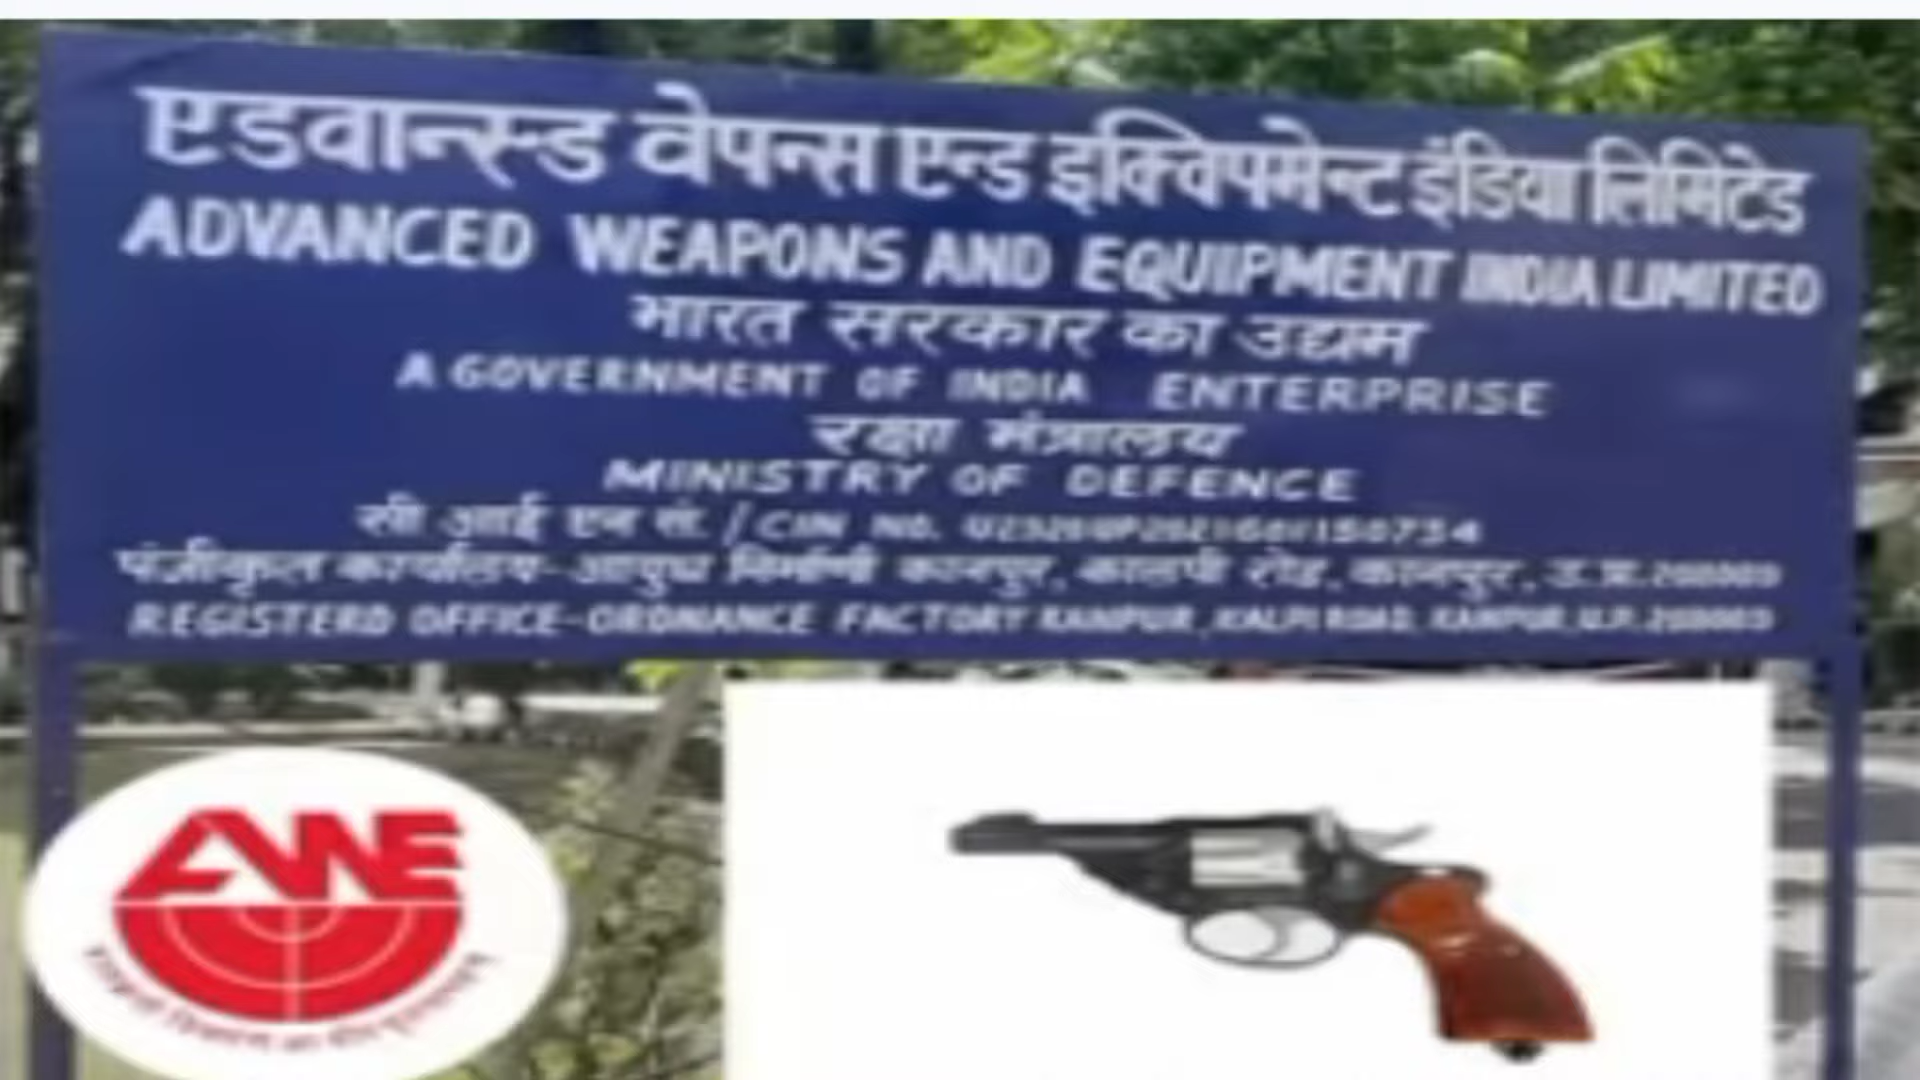 एडवान्स्ड वेपन्स एन्ड इक्विपमेन्ट इंडिया लिमिटेड
ADVANCED WEAPONS AND EQUIPMENT INDIA LIMITED
भारत सरकार का उद्यम
A GOVERNMENT OF INDIA ENTERPRISE
रक्षा मंत्रालय
MINISTRY OF DEFENCE
सी आई एन सं. / CIN NO.
पंजीकृत कार्यालय-आयुध निर्माणी कानपुर, कालपी रोड, कानपुर, उ.प्र.
REGISTERD OFFICE-ORDNANCE FACTORY KANPUR, KALPI ROAD, KANPUR, U.P.
AWE